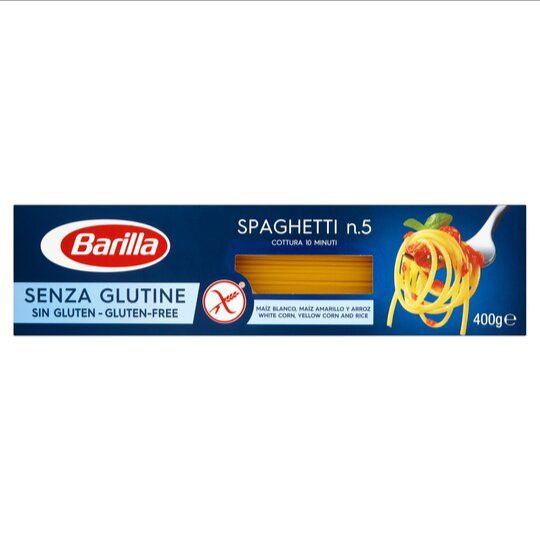 Barilla
SENZA GLUTINE
SIN GLUTEN - GLUTEN-FREE
SPAGHETTI n.5
COTTURA 10 MINUTI
MAÍZ BLANCO, MAÍZ AMARILLO Y ARROZ
WHITE CORN, YELLOW CORN AND RICE
400g℮